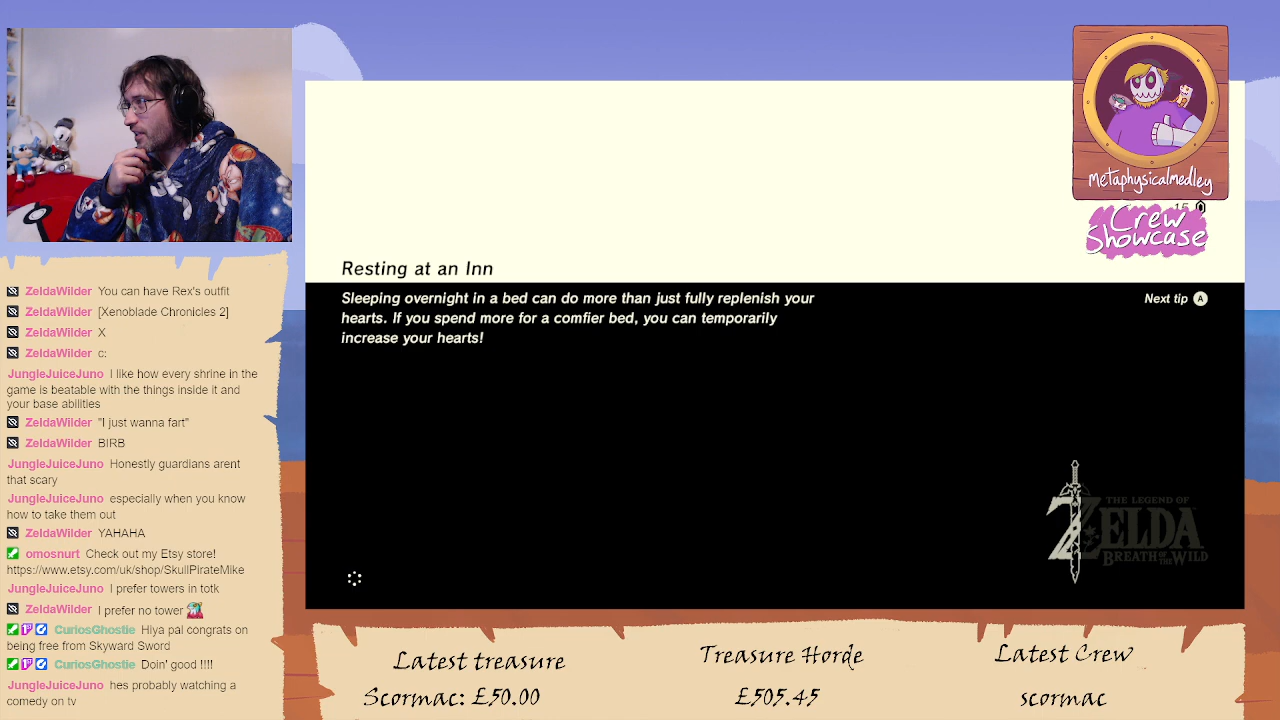 metaphysicalmedley
15
Crew
Showcase
Resting at an Inn
Sleeping overnight in a bed can do more than just fully replenish your
hearts. If you spend more for a comfier bed, you can temporarily
increase your hearts!
Next tip A
THE LEGEND OF
ZELDA
BREATH OF THE WILD
ZeldaWilder You can have Rex's outfit
ZeldaWilder [Xenoblade Chronicles 2]
ZeldaWilder X
ZeldaWilder c:
JungleJuiceJuno I like how every shrine in the
game is beatable with the things inside it and
your base abilities
ZeldaWilder "I just wanna fart"
ZeldaWilder BIRB
JungleJuiceJuno Honestly guardians arent
that scary
JungleJuiceJuno especially when you know
how to take them out
ZeldaWilder YAHAHA
omosnurt Check out my Etsy store!
https://www.etsy.com/uk/shop/SkullPirateMike
JungleJuiceJuno I prefer towers in totk
ZeldaWilder I prefer no tower
CuriosGhostie Hiya pal congrats on
being free from Skyward Sword
CuriosGhostie Doin' good !!!!
JungleJuiceJuno hes probably watching a
comedy on tv
Latest treasure
Scormac: £50.00
Treasure Horde
£505.45
Latest Crew
scormac